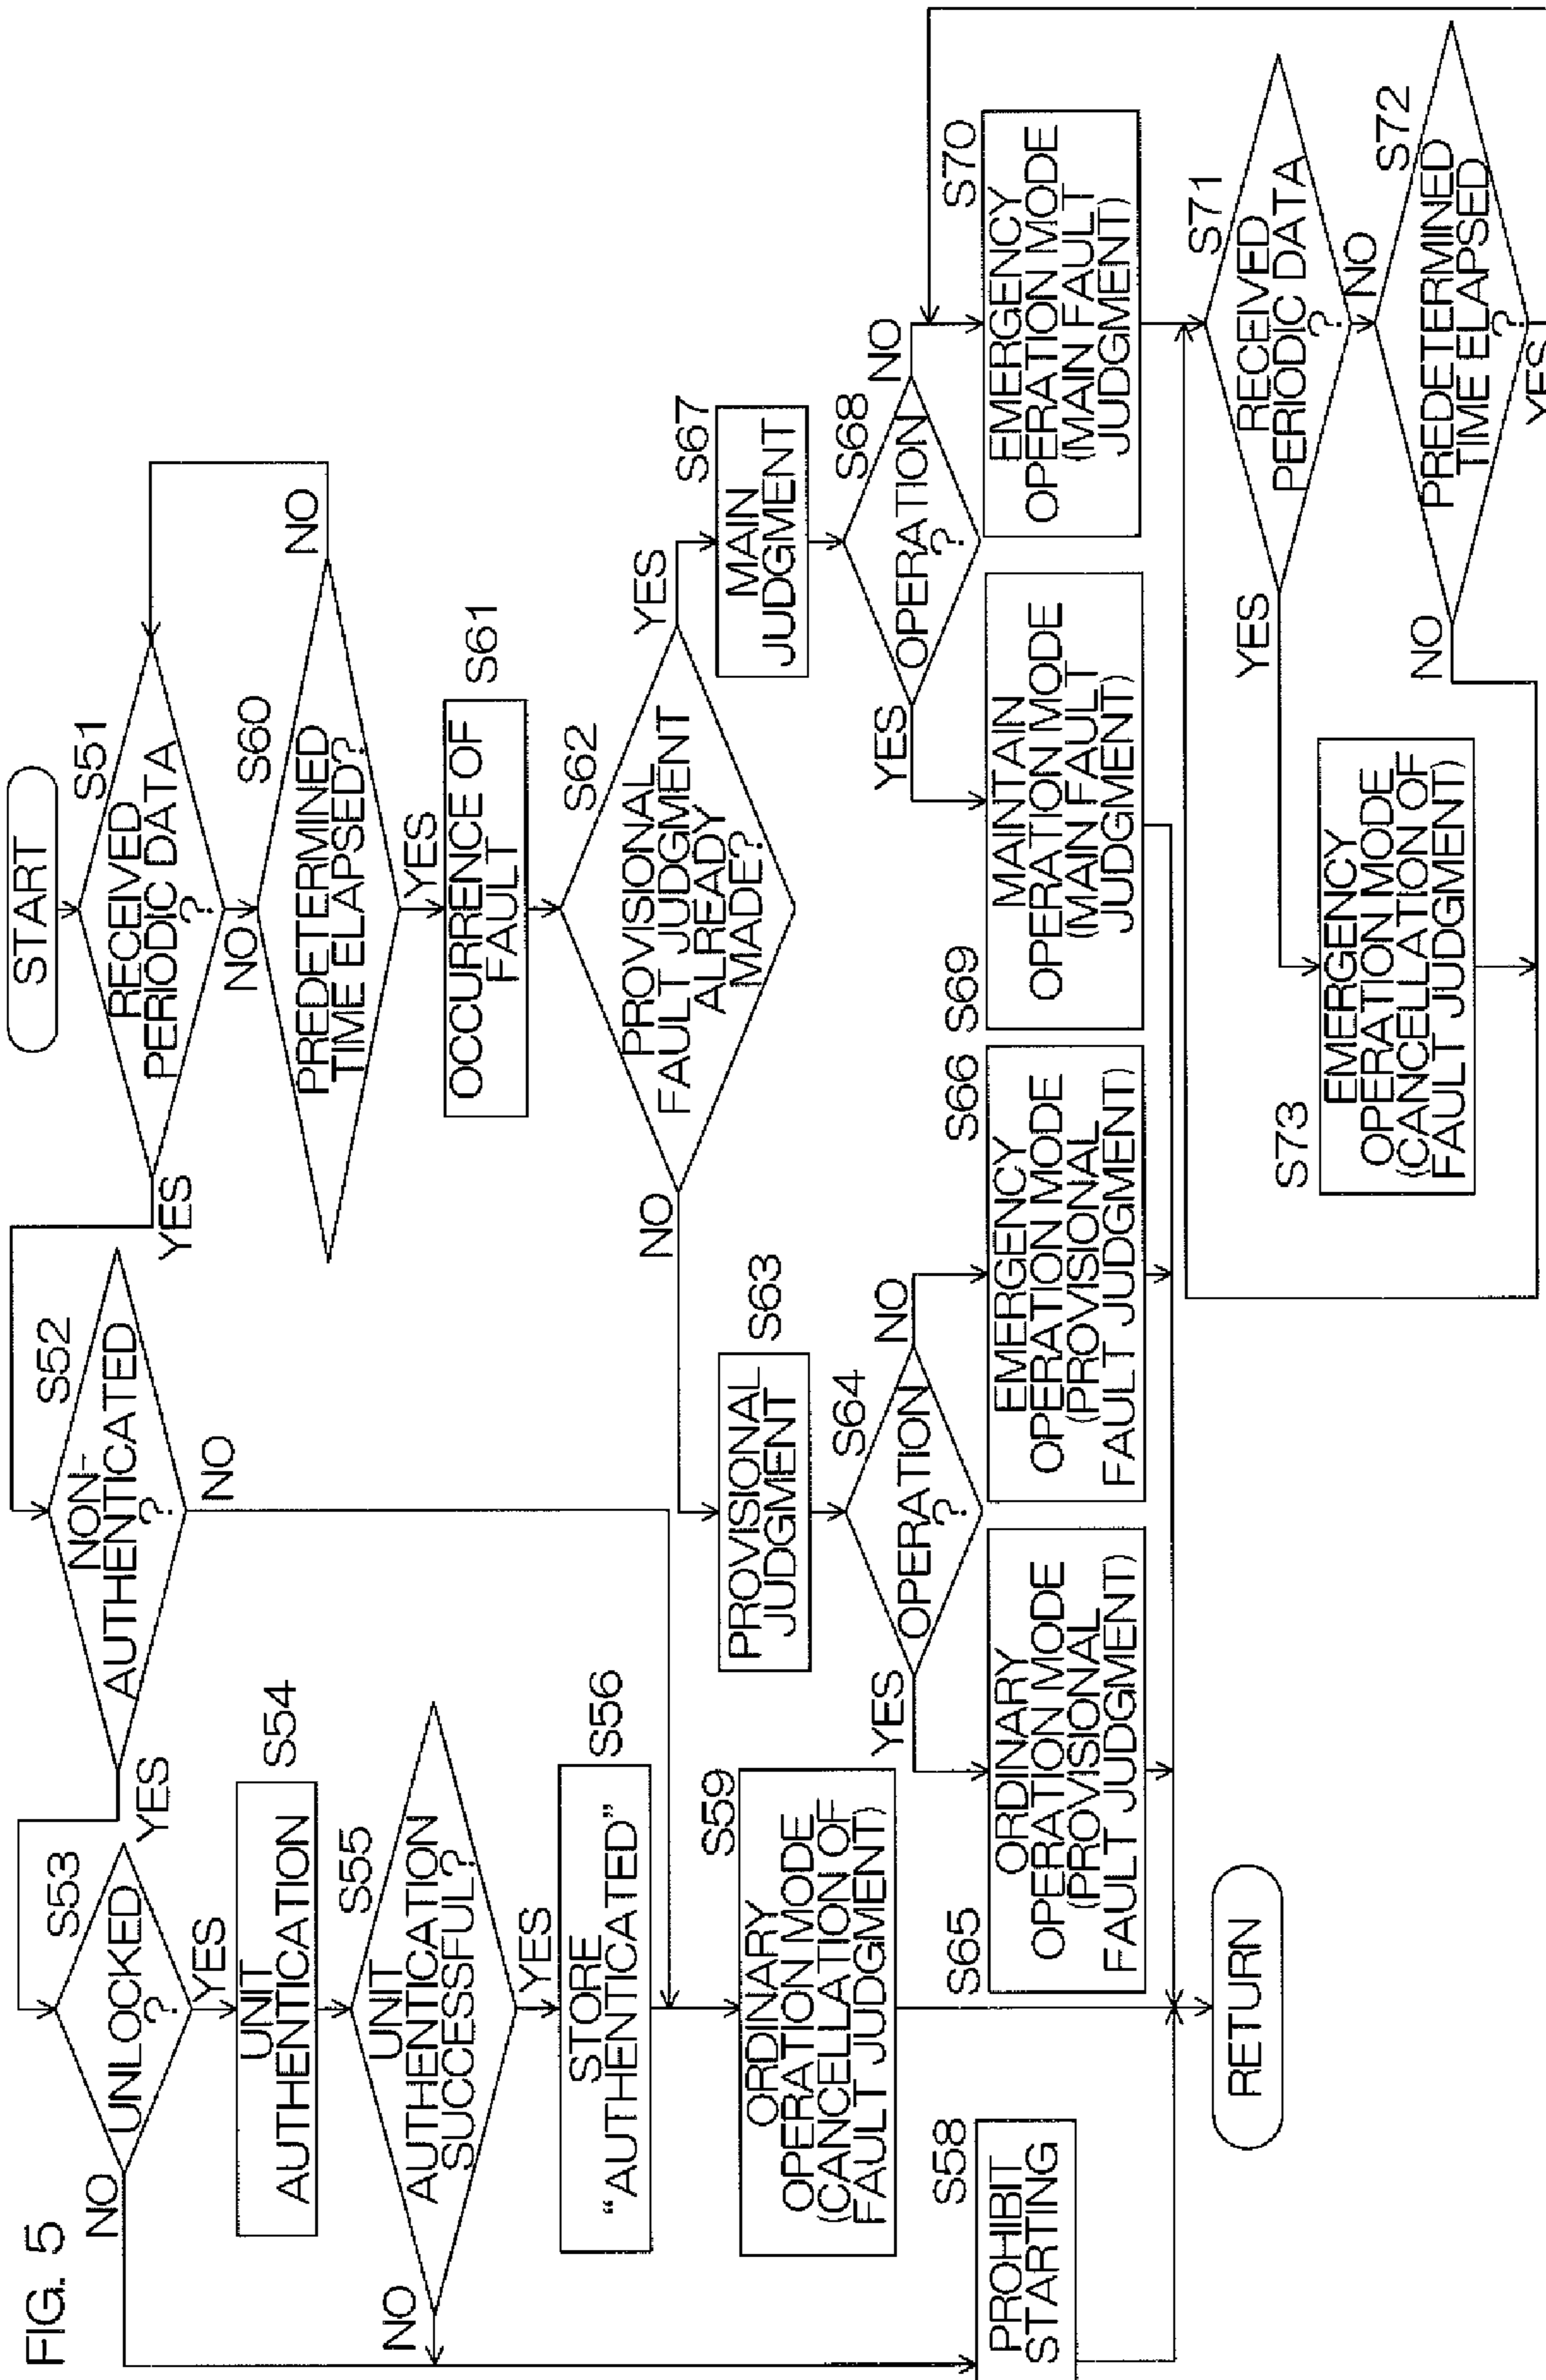 FIG. 5
START
S51
RECEIVED
PERIODIC DATA
?
YES
NO
S52
NON-
AUTHENTICATED
?
YES
NO
S53
UNLOCKED
?
NO
YES
S54
UNIT
AUTHENTICATION
S55
UNIT
AUTHENTICATION
SUCCESSFUL?
NO
YES
S56
STORE
“AUTHENTICATED”
S59
ORDINARY
OPERATION MODE
(CANCELLATION OF
FAULT JUDGMENT)
S58
PROHIBIT
STARTING
S60
PREDETERMINED
TIME ELAPSED?
NO
YES
S61
OCCURRENCE OF
FAULT
S62
PROVISIONAL
FAULT JUDGMENT
ALREADY
MADE?
NO
YES
S63
PROVISIONAL
JUDGMENT
S64
OPERATION
?
YES
NO
S65
ORDINARY
OPERATION MODE
(PROVISIONAL
FAULT JUDGMENT)
S66
EMERGENCY
OPERATION MODE
(PROVISIONAL
FAULT JUDGMENT)
S67
MAIN
JUDGMENT
S68
OPERATION
?
YES
NO
S69
MAINTAIN
OPERATION MODE
(MAIN FAULT
JUDGMENT)
S70
EMERGENCY
OPERATION MODE
(MAIN FAULT
JUDGMENT)
S71
RECEIVED
PERIODIC DATA
?
YES
NO
S72
PREDETERMINED
TIME ELAPSED
?
NO
YES
S73
EMERGENCY
OPERATION MODE
(CANCELLATION OF
FAULT JUDGMENT)
RETURN